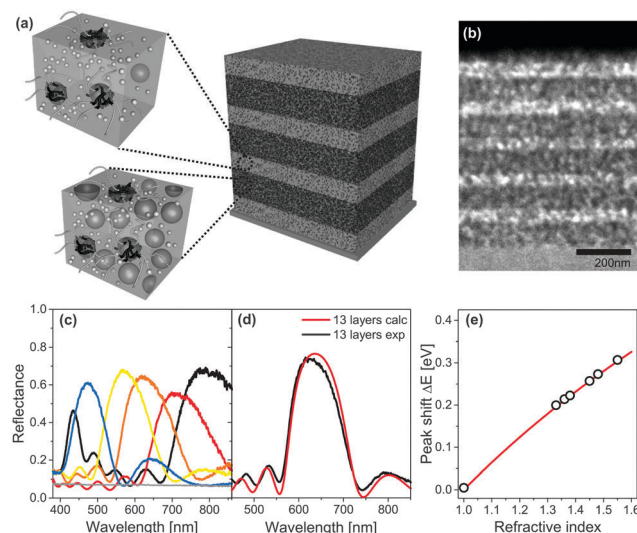 (a)
(b)
200nm
(c)
Reflectance
1.0
0.8
0.6
0.4
0.2
0.0
400 500 600 700 800
Wavelength [nm]
(d)
13 layers calc
13 layers exp
500 600 700 800
Wavelength [nm]
(e)
Peak shift ΔE [eV]
0.4
0.3
0.2
0.1
0.0
1.0 1.1 1.2 1.3 1.4 1.5 1.6
Refractive index